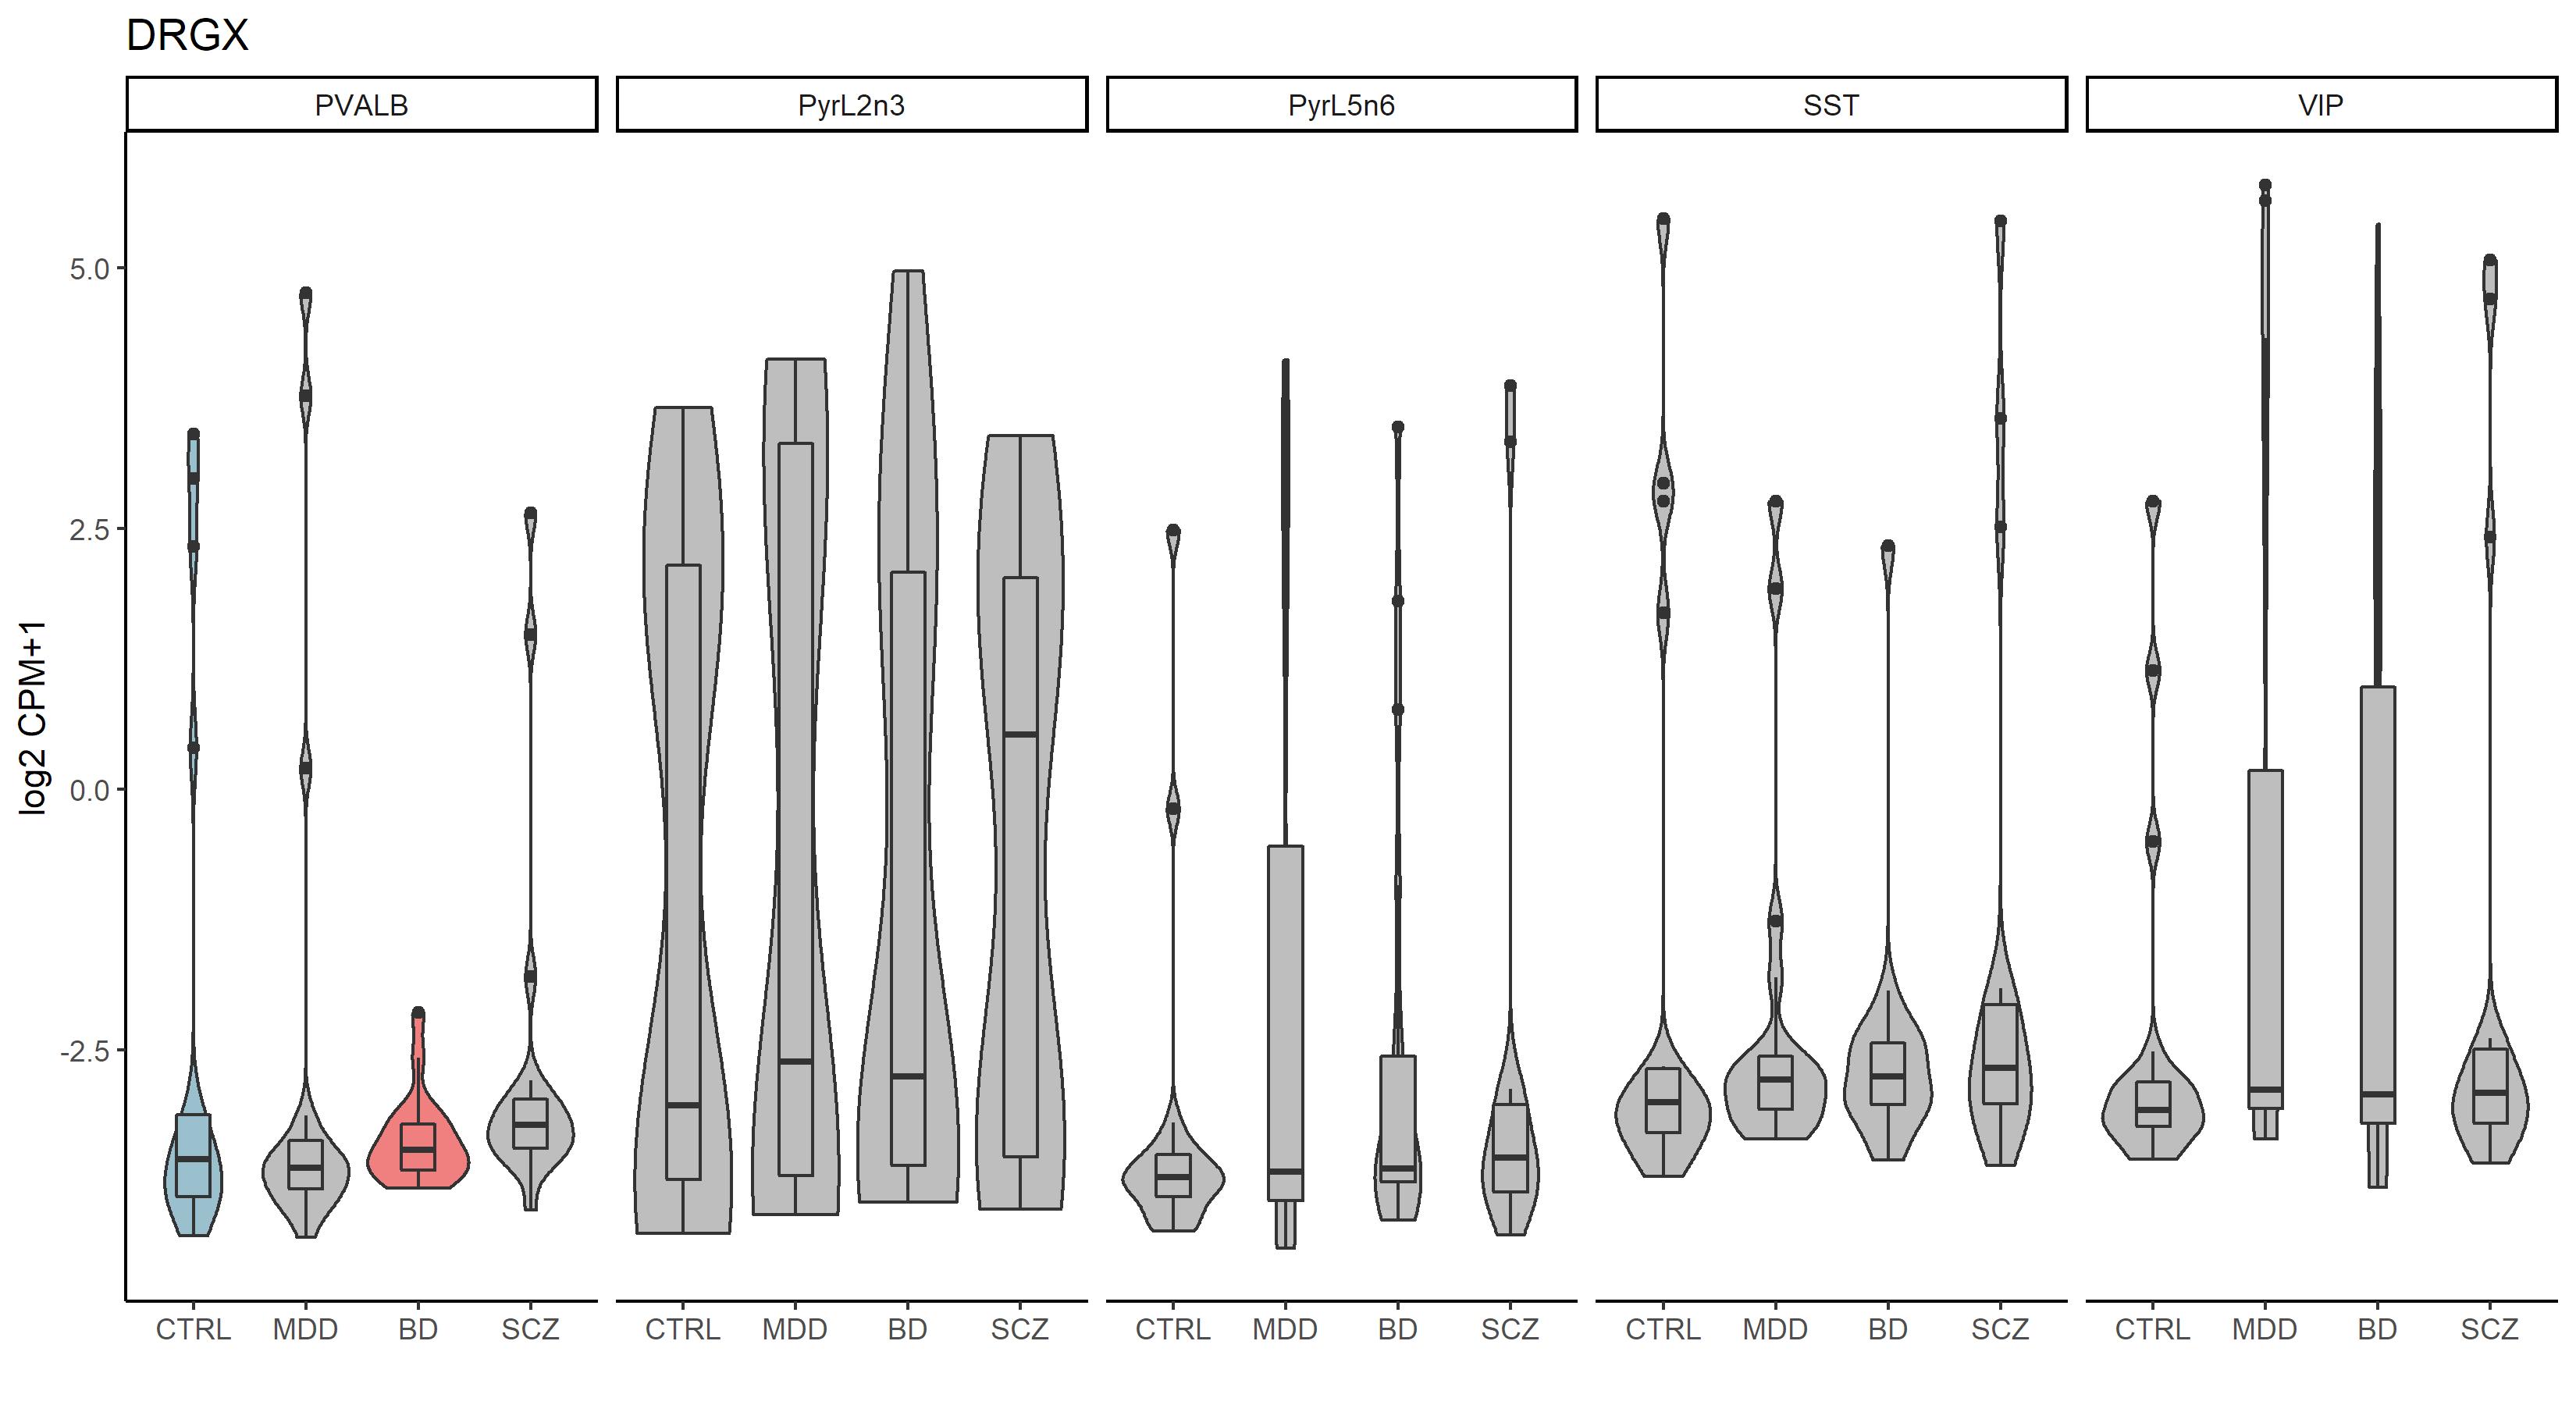 DRGX
PVALB PyrL2n3 PyrL5n6 SST VIP
log2 CPM+1
5.0
2.5
0.0
-2.5
CTRL MDD BD SCZ CTRL MDD BD SCZ CTRL MDD BD SCZ CTRL MDD BD SCZ CTRL MDD BD SCZ